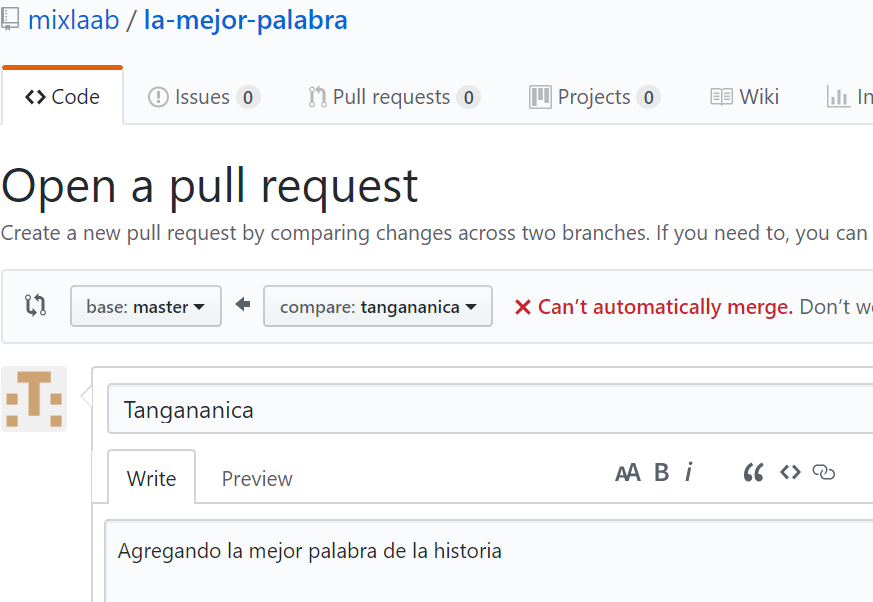 mixlaab / la-mejor-palabra
Code Issues 0 Pull requests 0 Projects 0 Wiki
Open a pull request
Create a new pull request by comparing changes across two branches. If you need to, you can
base: master compare: tangananica Can't automatically merge. Don't
Tangananica
Write Preview AA B i “ <>
Agregando la mejor palabra de la historia